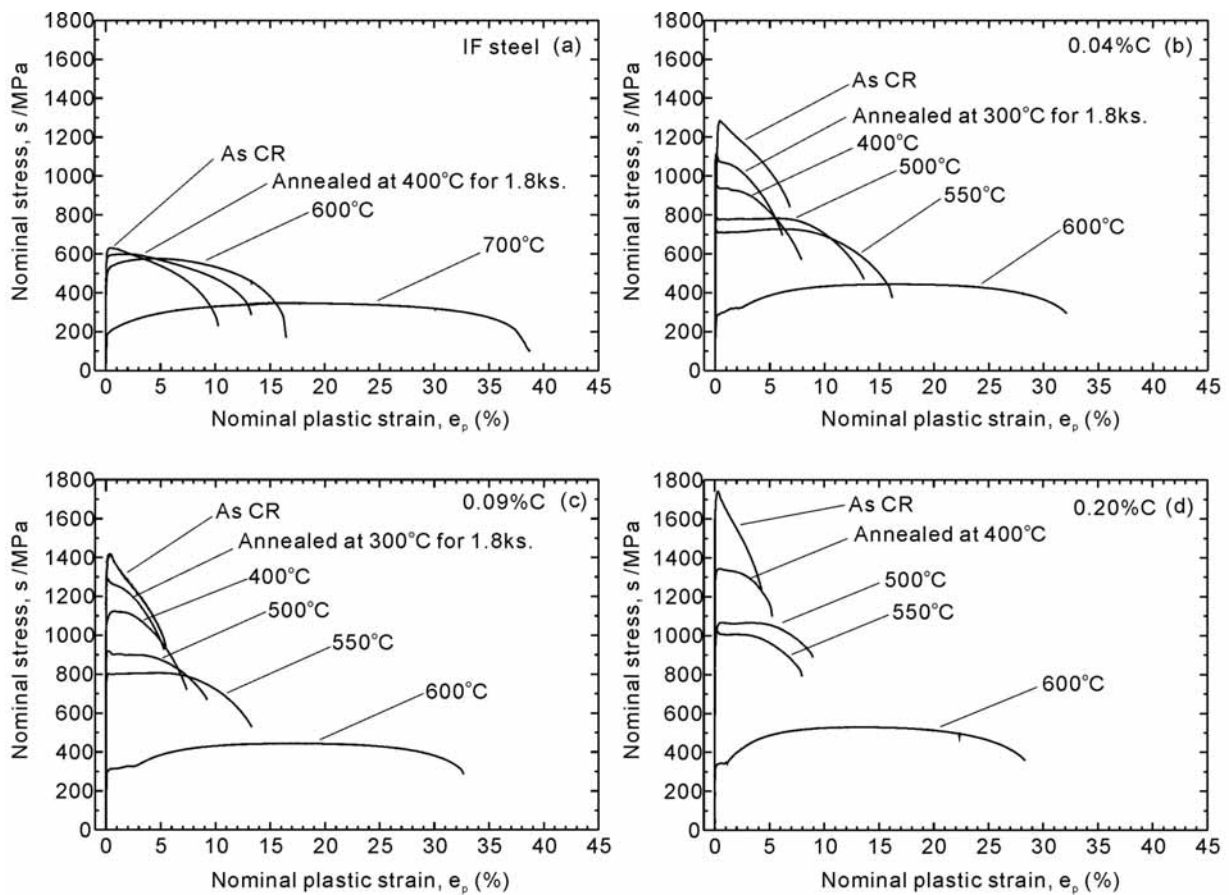 IF steel (a)
Nominal stress, s /MPa
1800
1600
1400
1200
1000
800
600
400
200
0
As CR
Annealed at 400°C for 1.8ks.
600°C
700°C
0 5 10 15 20 25 30 35 40 45
Nominal plastic strain, eₚ (%)
0.04%C (b)
Nominal stress, s /MPa
1800
1600
1400
1200
1000
800
600
400
200
0
As CR
Annealed at 300°C for 1.8ks.
400°C
500°C
550°C
600°C
0 5 10 15 20 25 30 35 40 45
Nominal plastic strain, eₚ (%)
0.09%C (c)
Nominal stress, s /MPa
1800
1600
1400
1200
1000
800
600
400
200
0
As CR
Annealed at 300°C for 1.8ks.
400°C
500°C
550°C
600°C
0 5 10 15 20 25 30 35 40 45
Nominal plastic strain, eₚ (%)
0.20%C (d)
Nominal stress, s /MPa
1800
1600
1400
1200
1000
800
600
400
200
0
As CR
Annealed at 400°C
500°C
550°C
600°C
0 5 10 15 20 25 30 35 40 45
Nominal plastic strain, eₚ (%)